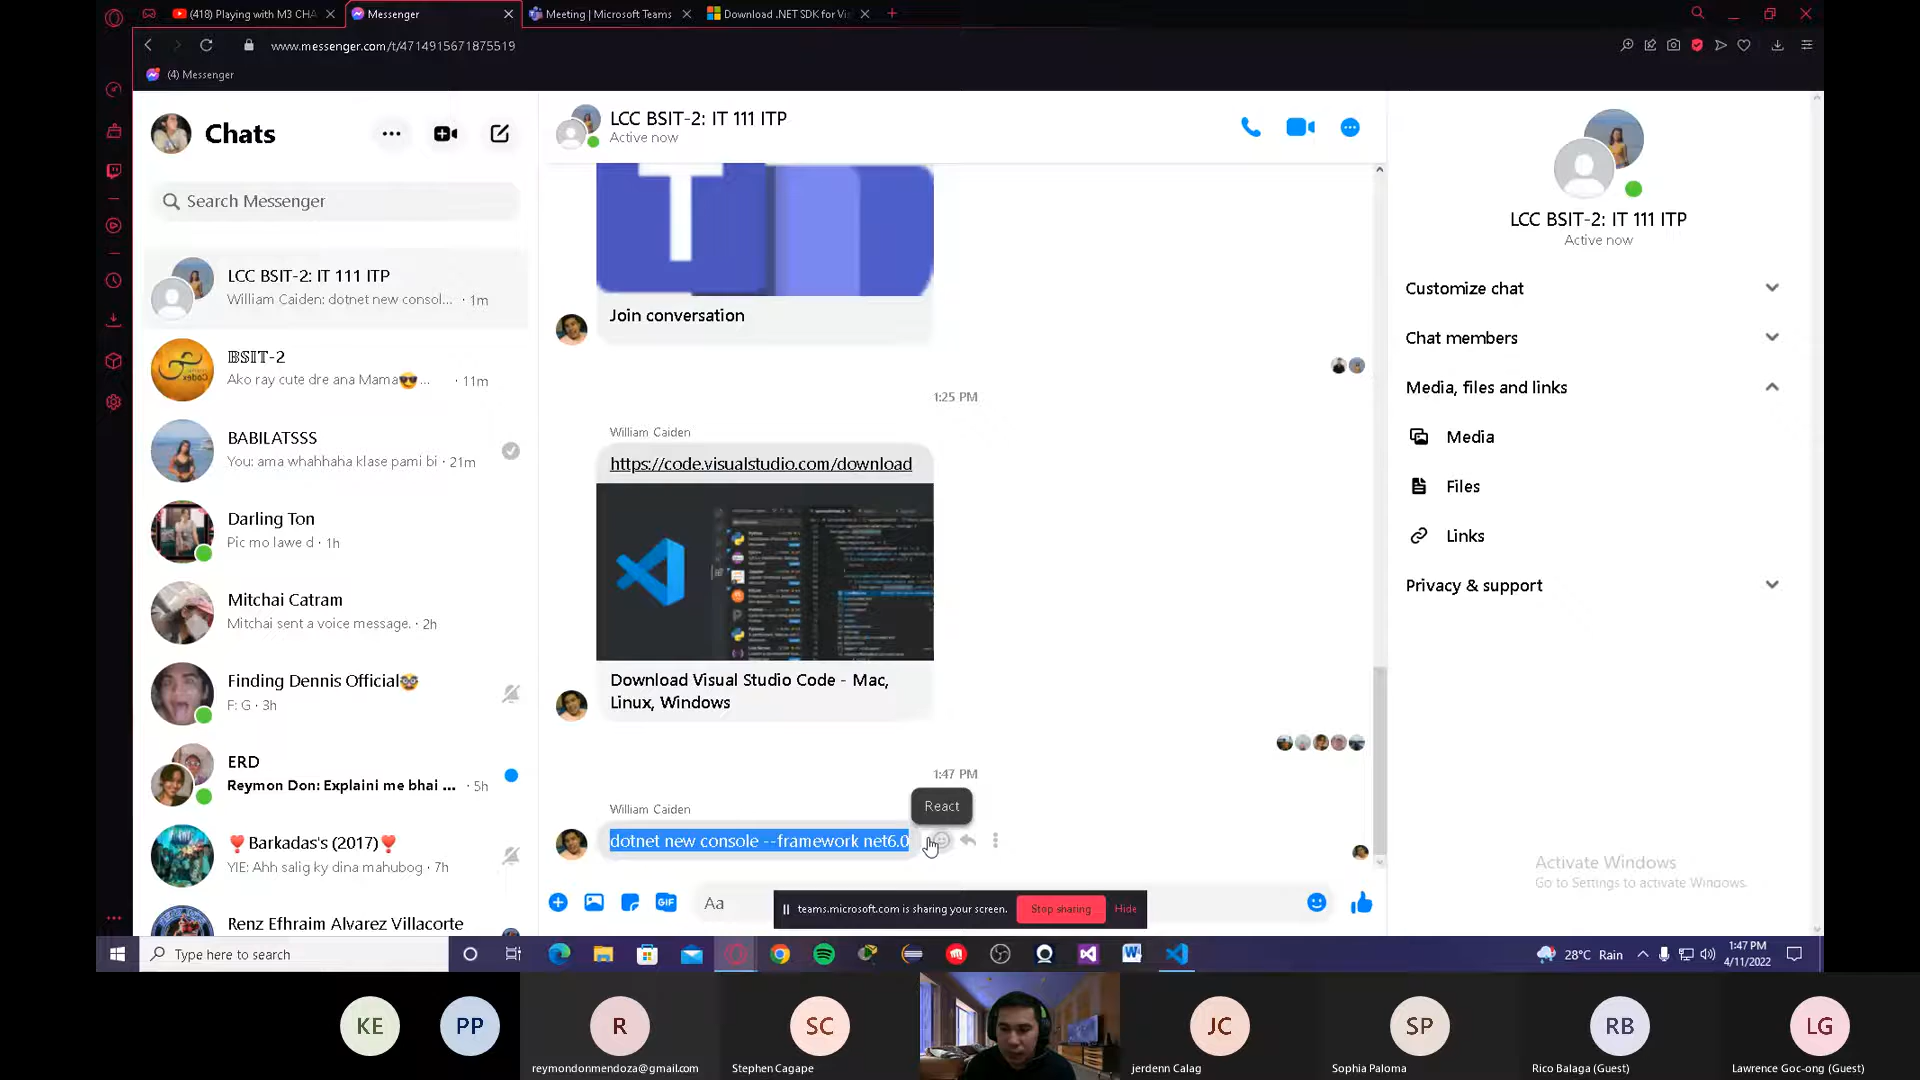 (418) Playing with M3 CHA
Messenger
Meeting | Microsoft Teams
Download .NET SDK for Vis
www.messenger.com/t/4714915671875519
(4) Messenger
Chats
Search Messenger
LCC BSIT-2: IT 111 ITP
William Caiden: dotnet new consol... · 1m
𝔹𝕊𝕀𝕋-2
Ako ray cute dre ana Mama😎... · 11m
BABILATSSS
You: ama whahhaha klase pami bi · 21m
Darling Ton
Pic mo lawe d · 1h
Mitchai Catram
Mitchai sent a voice message. · 2h
Finding Dennis Official🥸
F: G · 3h
ERD
Reymon Don: Explaini me bhai ... · 5h
❣Barkadas's (2017)❣
YIE: Ahh salig ky dina mahubog · 7h
Renz Efhraim Alvarez Villacorte
LCC BSIT-2: IT 111 ITP
Active now
T
Join conversation
1:25 PM
William Caiden
https://code.visualstudio.com/download
Download Visual Studio Code - Mac,
Linux, Windows
1:47 PM
William Caiden
React
dotnet new console --framework net6.0
GIF
Aa
teams.microsoft.com is sharing your screen.
Stop sharing
Hide
LCC BSIT-2: IT 111 ITP
Active now
Customize chat
Chat members
Media, files and links
Media
Files
Links
Privacy & support
Activate Windows
Go to Settings to activate Windows.
Type here to search
28°C Rain
1:47 PM
4/11/2022
KE
PP
R
SC
JC
SP
RB
LG
reymondonmendoza@gmail.com
Stephen Cagape
jerdenn Calag
Sophia Paloma
Rico Balaga (Guest)
Lawrence Goc-ong (Guest)